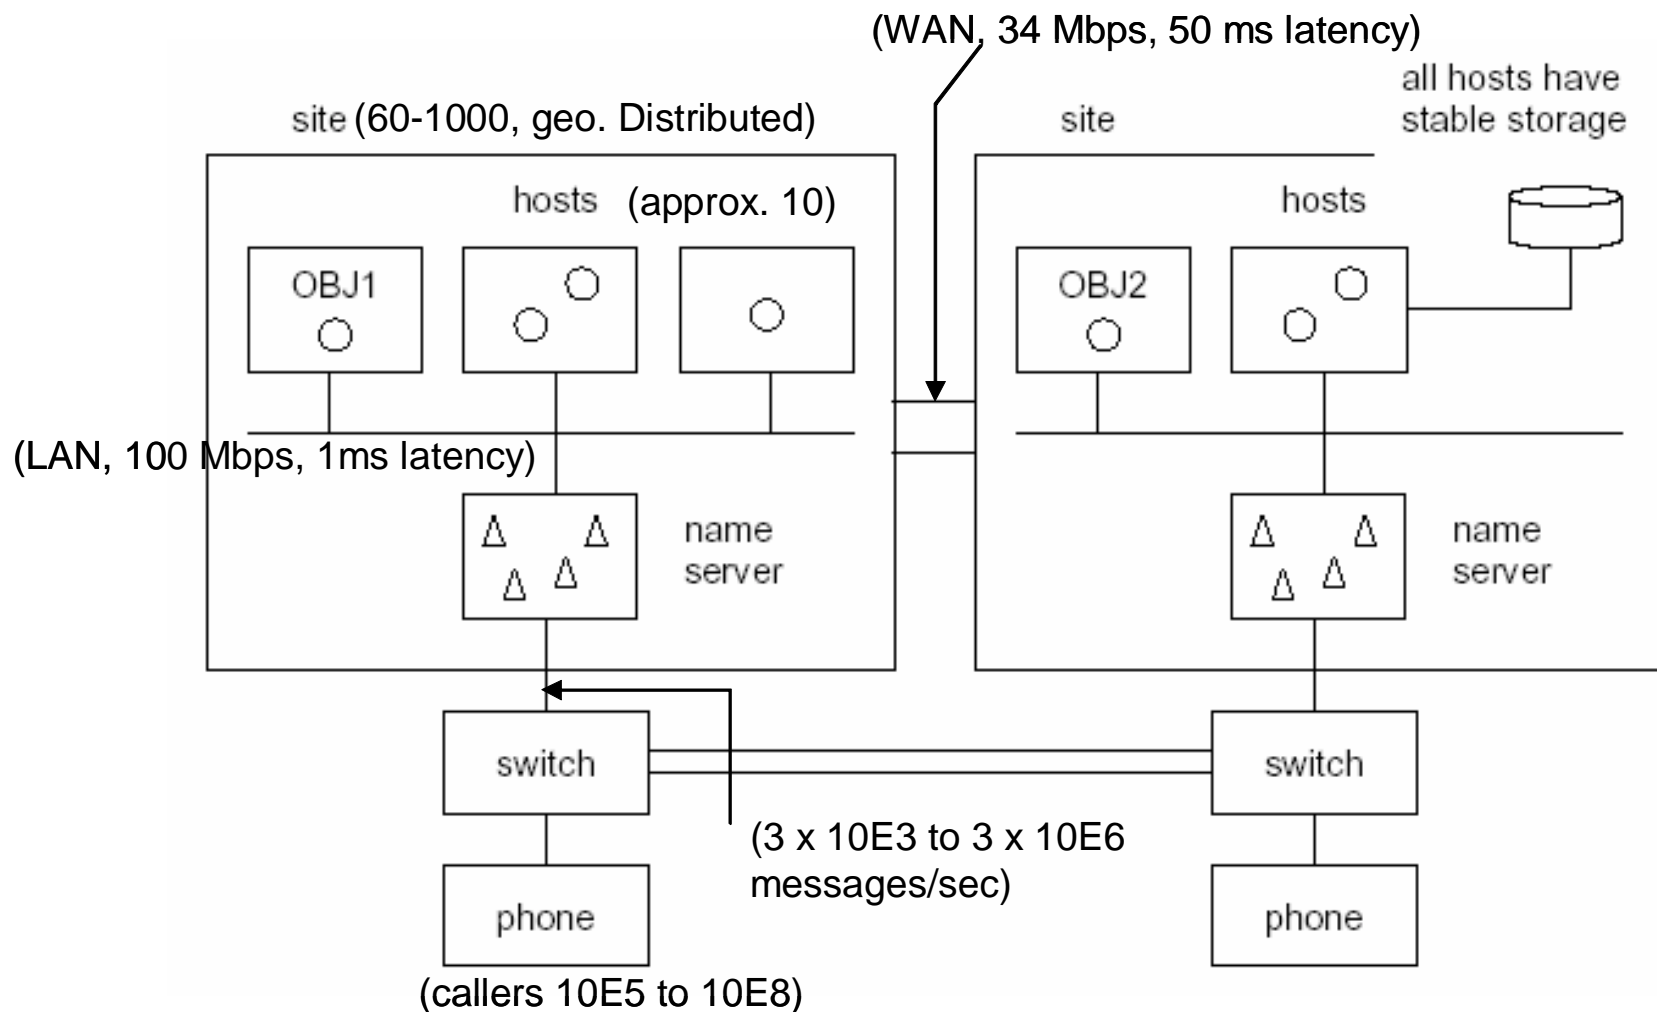 (WAN, 34 Mbps, 50 ms latency)
all hosts have
stable storage
site (60-1000, geo. Distributed)
site
hosts (approx. 10)
hosts
OBJ1
OBJ2
(LAN, 100 Mbps, 1ms latency)
name
server
name
server
switch
switch
(3 x 10E3 to 3 x 10E6
messages/sec)
phone
phone
(callers 10E5 to 10E8)